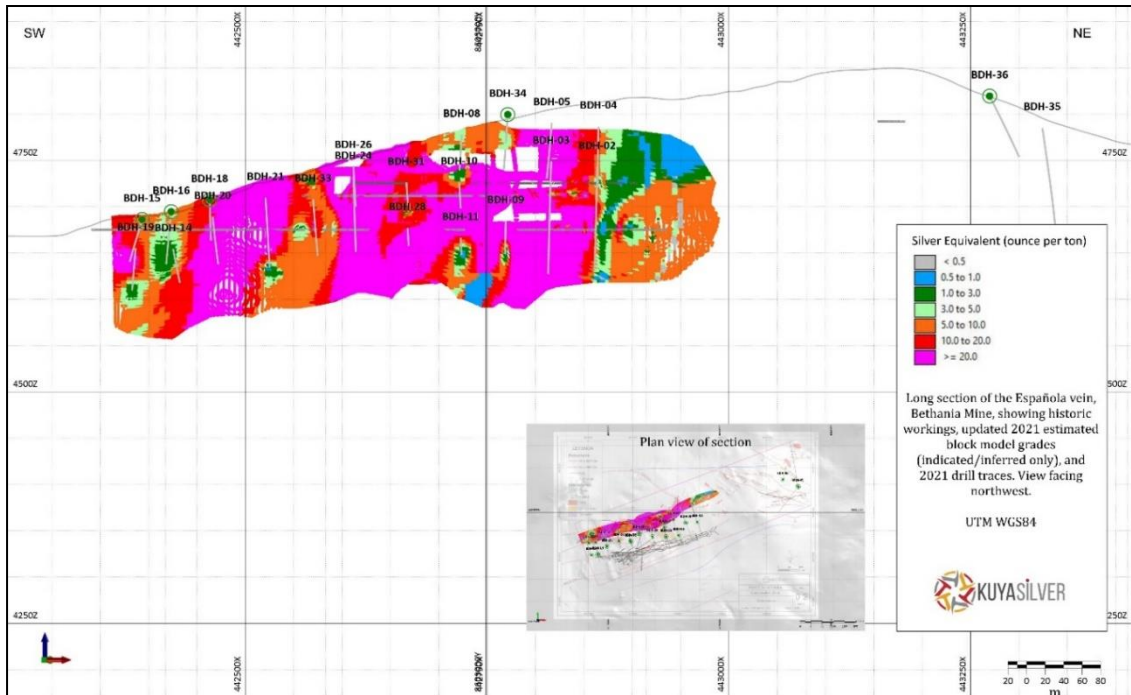 SW
NE
442500X
443000X
443250X
BDH-36
BDH-34
BDH-35
BDH-05
BDH-04
BDH-08
BDH-26
BDH-24
BDH-03
BDH-02
4750Z
4750Z
BDH-31
BDH-10
BDH-18
BDH-21
BDH-33
BDH-16
BDH-20
BDH-15
BDH-28
BDH-09
BDH-11
BDH-19
BDH-14
Silver Equivalent (ounce per ton)
< 0.5
0.5 to 1.0
1.0 to 3.0
3.0 to 5.0
5.0 to 10.0
10.0 to 20.0
>= 20.0
4500Z
500Z
Long section of the Española vein,
Bethania Mine, showing historic
workings, updated 2021 estimated
block model grades
(indicated/inferred only), and
2021 drill traces. View facing
northwest.
UTM WGS84
Plan view of section
KUYASILVER
4250Z
250Z
442500X
443000X
443250X
20 0 20 40 60 80
m